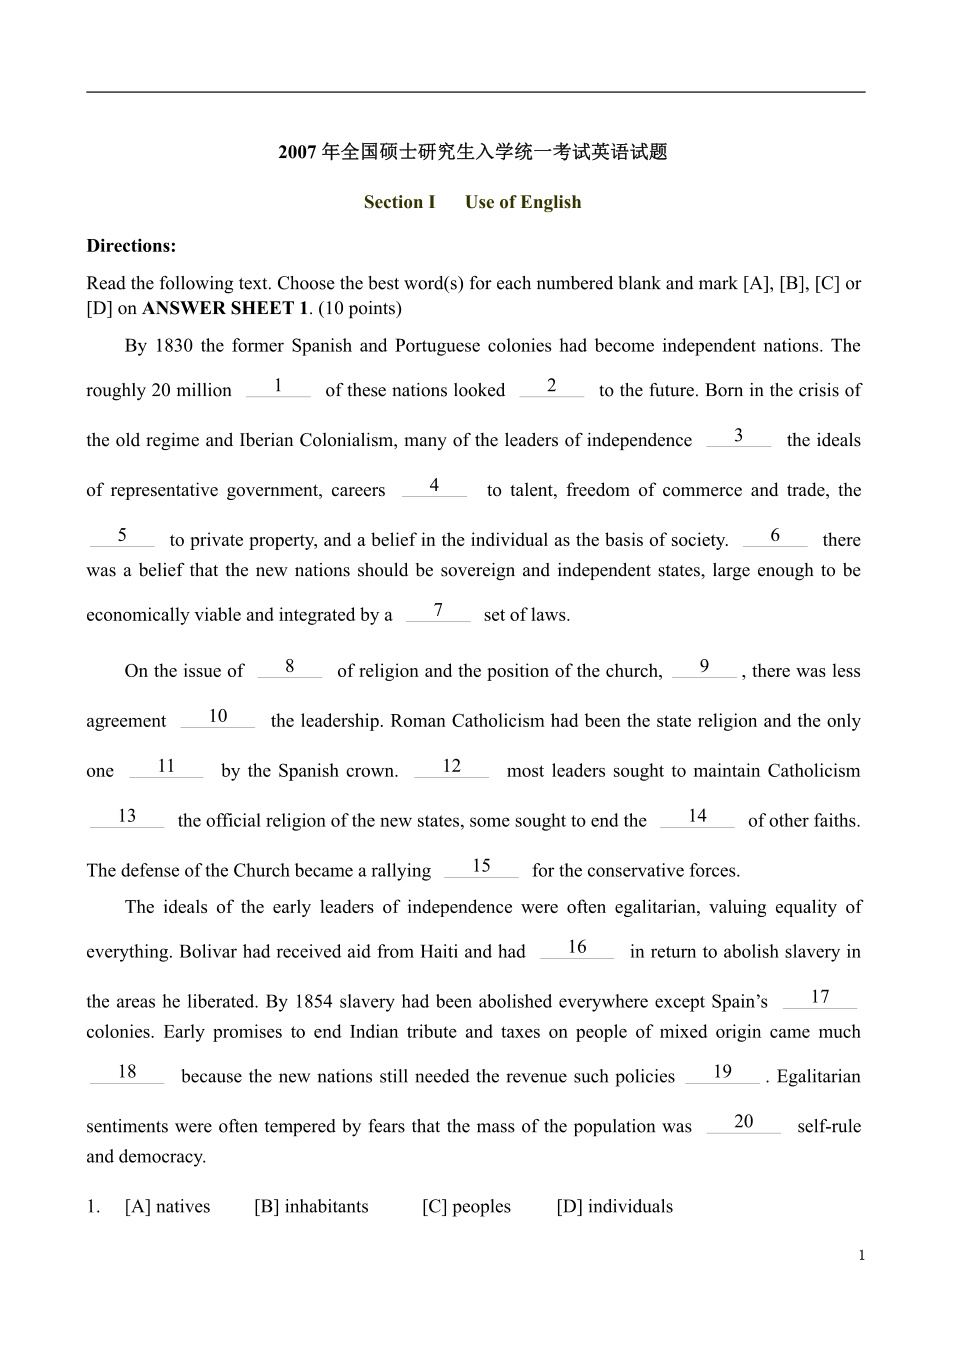 2007 年全国硕士研究生入学统一考试英语试题
Section I Use of English
Directions:
Read the following text. Choose the best word(s) for each numbered blank and mark [A], [B], [C] or
[D] on ANSWER SHEET 1. (10 points)
By 1830 the former Spanish and Portuguese colonies had become independent nations. The
roughly 20 million 1 of these nations looked 2 to the future. Born in the crisis of
the old regime and Iberian Colonialism, many of the leaders of independence 3 the ideals
of representative government, careers 4 to talent, freedom of commerce and trade, the
5 to private property, and a belief in the individual as the basis of society. 6 there
was a belief that the new nations should be sovereign and independent states, large enough to be
economically viable and integrated by a 7 set of laws.
On the issue of 8 of religion and the position of the church, 9 , there was less
agreement 10 the leadership. Roman Catholicism had been the state religion and the only
one 11 by the Spanish crown. 12 most leaders sought to maintain Catholicism
13 the official religion of the new states, some sought to end the 14 of other faiths.
The defense of the Church became a rallying 15 for the conservative forces.
The ideals of the early leaders of independence were often egalitarian, valuing equality of
everything. Bolivar had received aid from Haiti and had 16 in return to abolish slavery in
the areas he liberated. By 1854 slavery had been abolished everywhere except Spain’s 17
colonies. Early promises to end Indian tribute and taxes on people of mixed origin came much
18 because the new nations still needed the revenue such policies 19 . Egalitarian
sentiments were often tempered by fears that the mass of the population was 20 self-rule
and democracy.
1. [A] natives [B] inhabitants [C] peoples [D] individuals
1